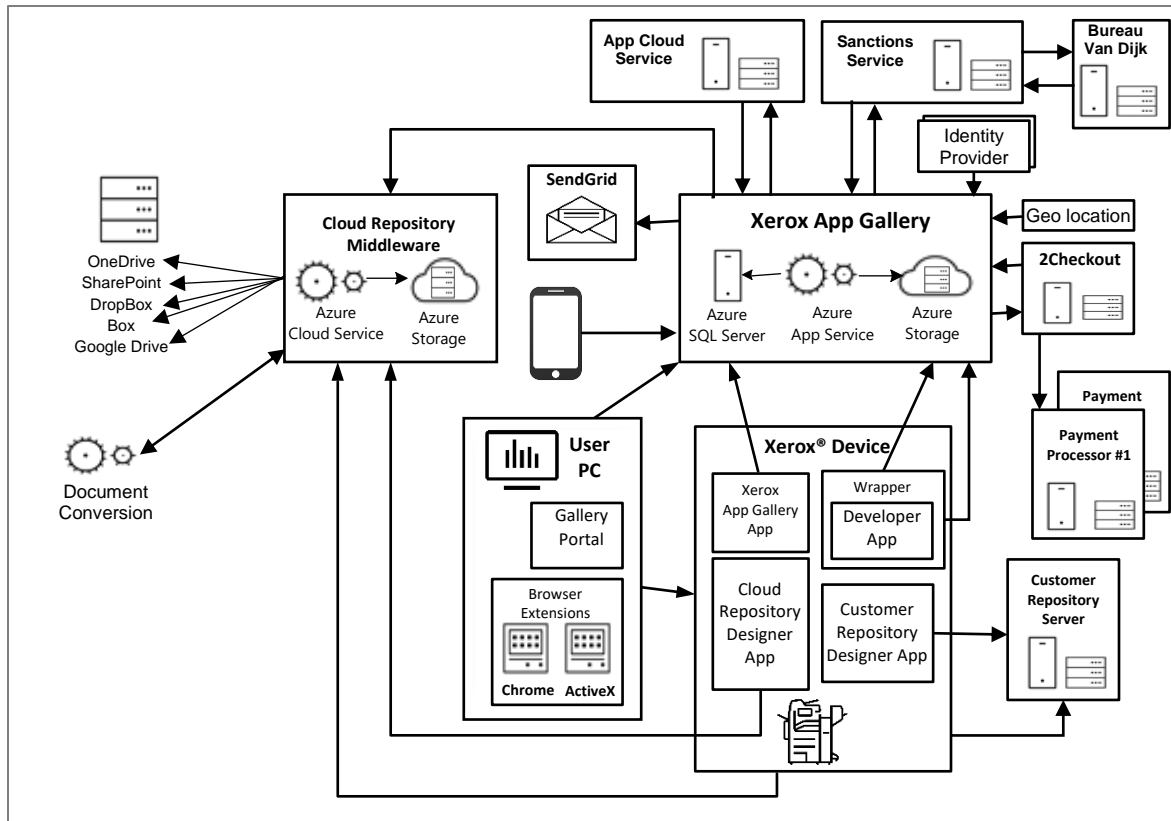 App Cloud
Service
Sanctions
Service
Bureau
Van Dijk
Identity
Provider
SendGrid
Cloud Repository
Middleware
Azure
Cloud Service
Azure
Storage
OneDrive
SharePoint
DropBox
Box
Google Drive
Xerox App Gallery
Azure
SQL Server
Azure
App Service
Azure
Storage
Geo location
2Checkout
Payment
Payment
Processor #1
Document
Conversion
User
PC
Gallery
Portal
Browser
Extensions
Chrome
ActiveX
Xerox® Device
Xerox
App Gallery
App
Wrapper
Developer
App
Cloud
Repository
Designer
App
Customer
Repository
Designer App
Customer
Repository
Server